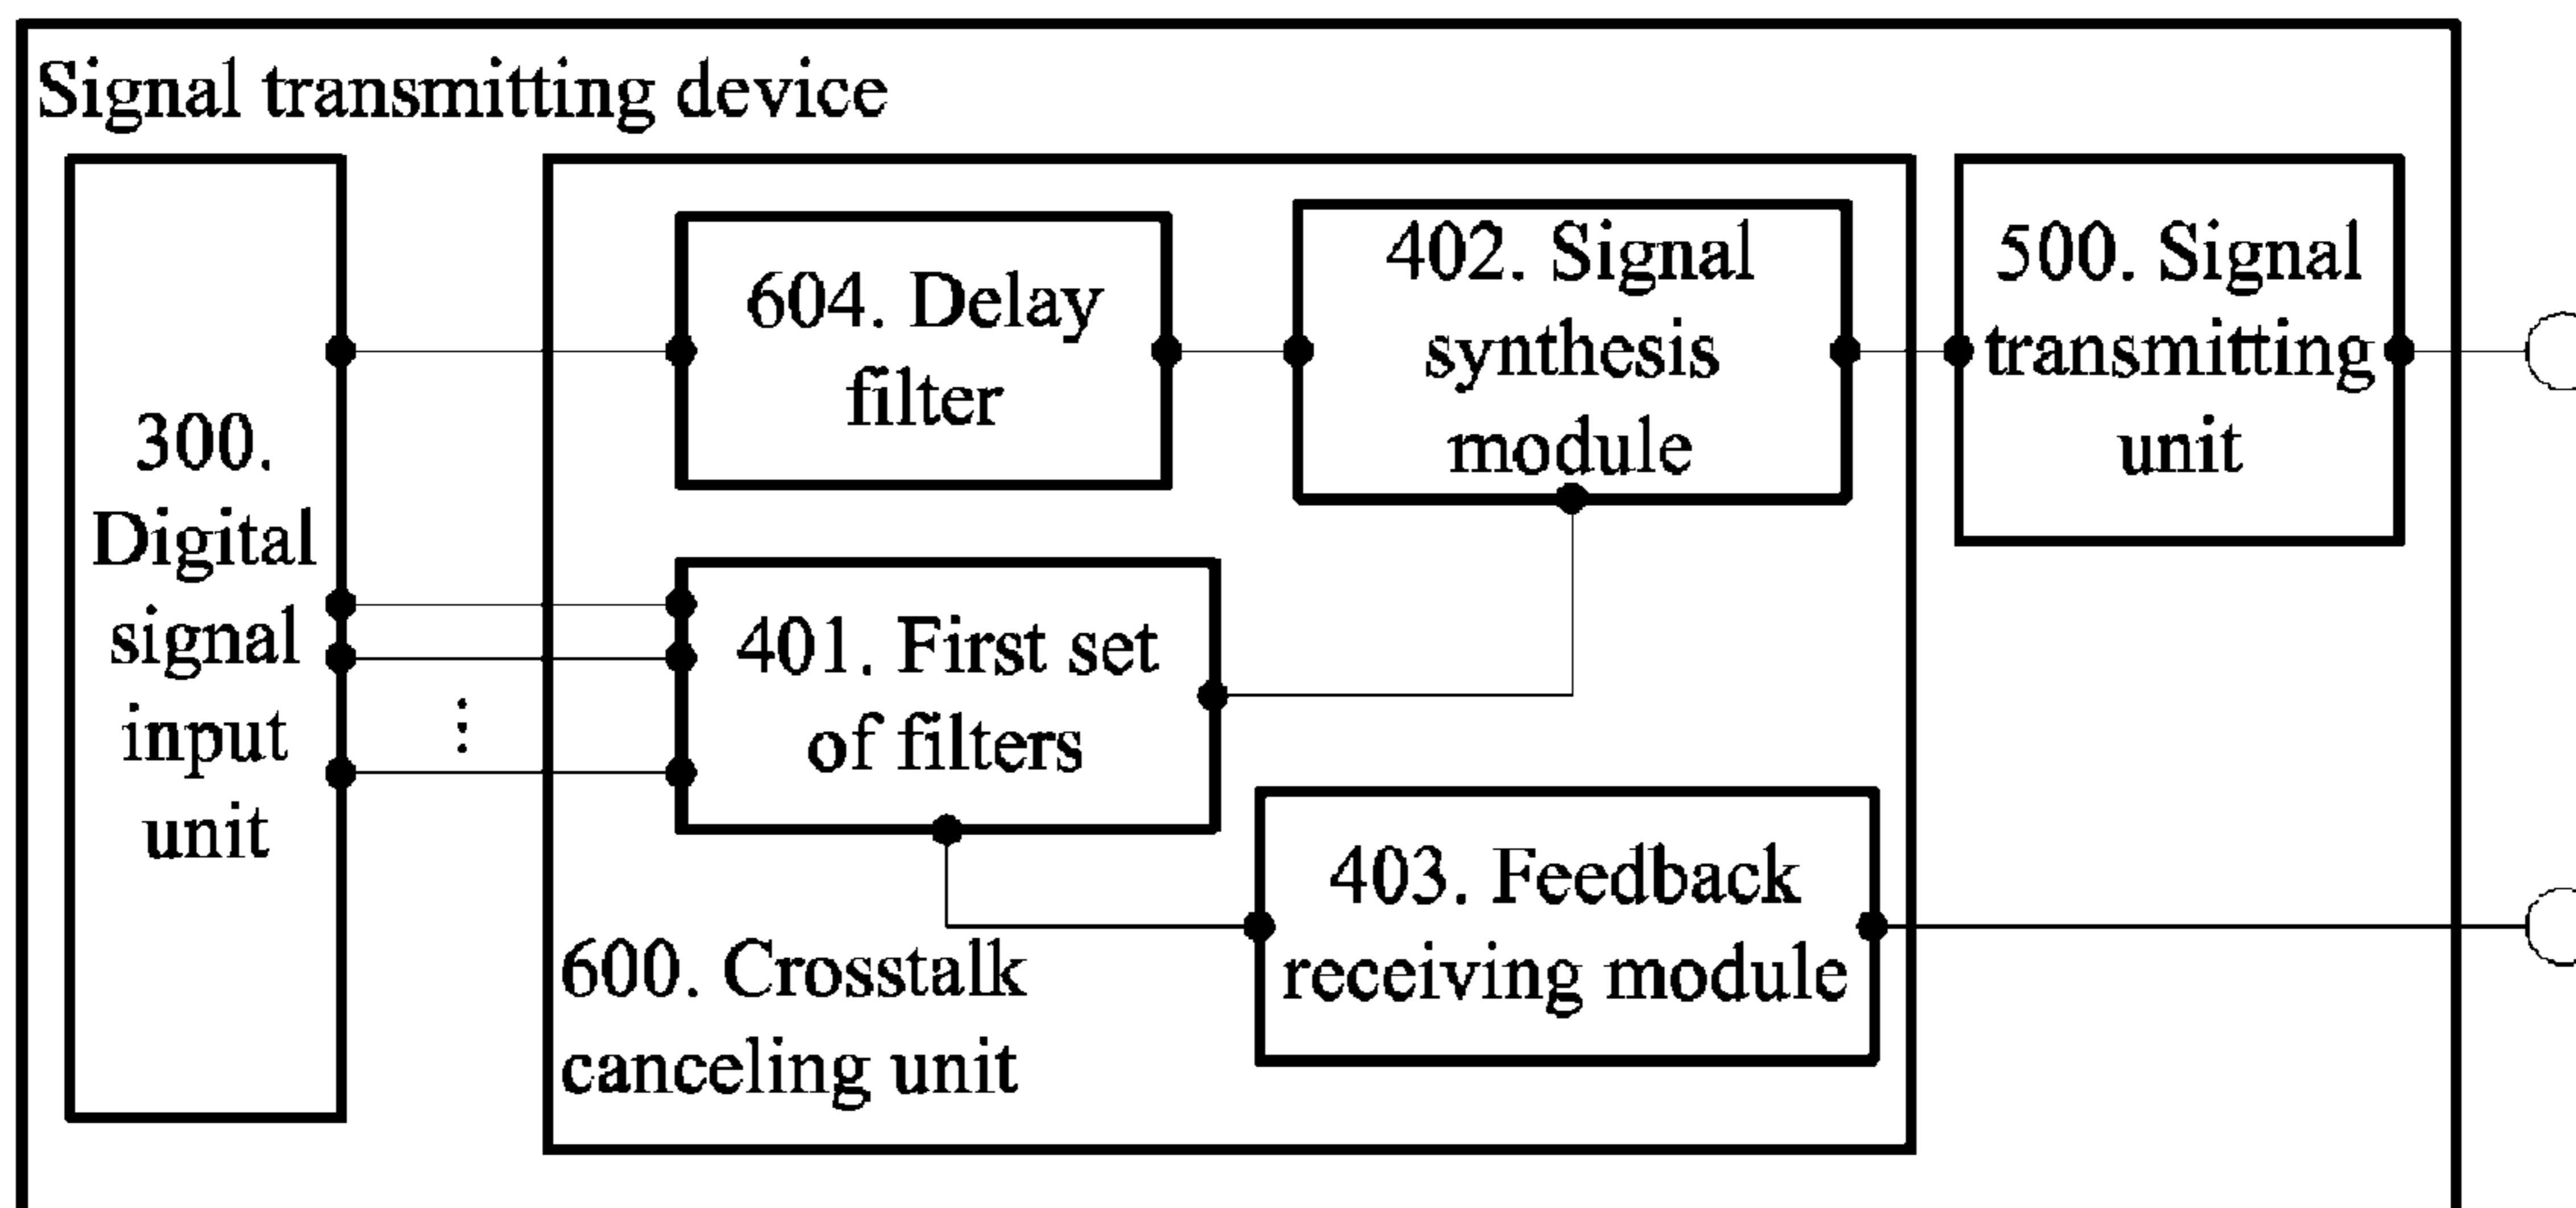 Signal transmitting device
300.
Digital
signal
input
unit
604. Delay
filter
402. Signal
synthesis
module
500. Signal
transmitting
unit
401. First set
of filters
403. Feedback
receiving module
600. Crosstalk
canceling unit